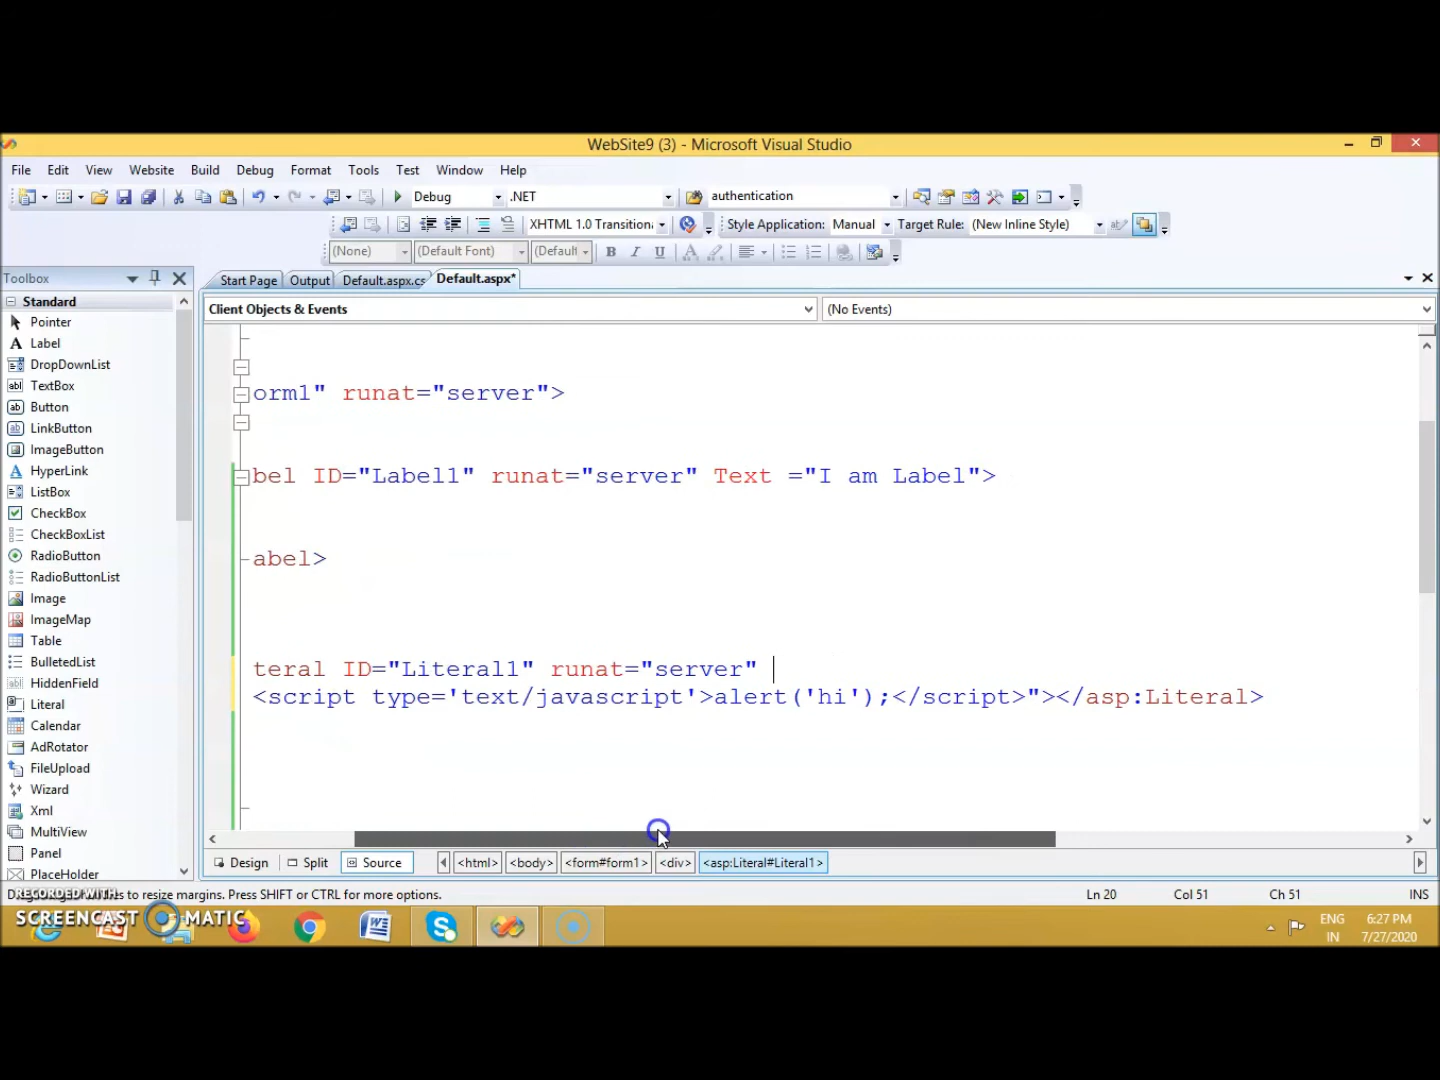 WebSite9 (3) - Microsoft Visual Studio
File Edit View Website Build Debug Format Tools Test Window Help
Debug .NET authentication
XHTML 1.0 Transition Style Application: Manual Target Rule: (New Inline Style)
(None) (Default Font) (Default B I U A
Toolbox
Start Page Output Default.aspx.cs Default.aspx*
Standard
Client Objects & Events (No Events)
Pointer
A Label
DropDownList
TextBox
Button
LinkButton
ImageButton
HyperLink
ListBox
CheckBox
CheckBoxList
RadioButton
RadioButtonList
Image
ImageMap
Table
BulletedList
HiddenField
Literal
Calendar
AdRotator
FileUpload
Wizard
Xml
MultiView
Panel
PlaceHolder
orm1" runat="server">
bel ID="Label1" runat="server" Text ="I am Label">
abel>
teral ID="Literal1" runat="server"
<script type='text/javascript'>alert('hi');</script>"></asp:Literal>
Design Split Source <html> <body> <form#form1> <div> <asp:Literal#Literal1>
to resize margins. Press SHIFT or CTRL for more options. Ln 20 Col 51 Ch 51 INS
RECORDED WITH
SCREENCAST MATIC
ENG 6:27 PM
IN 7/27/2020